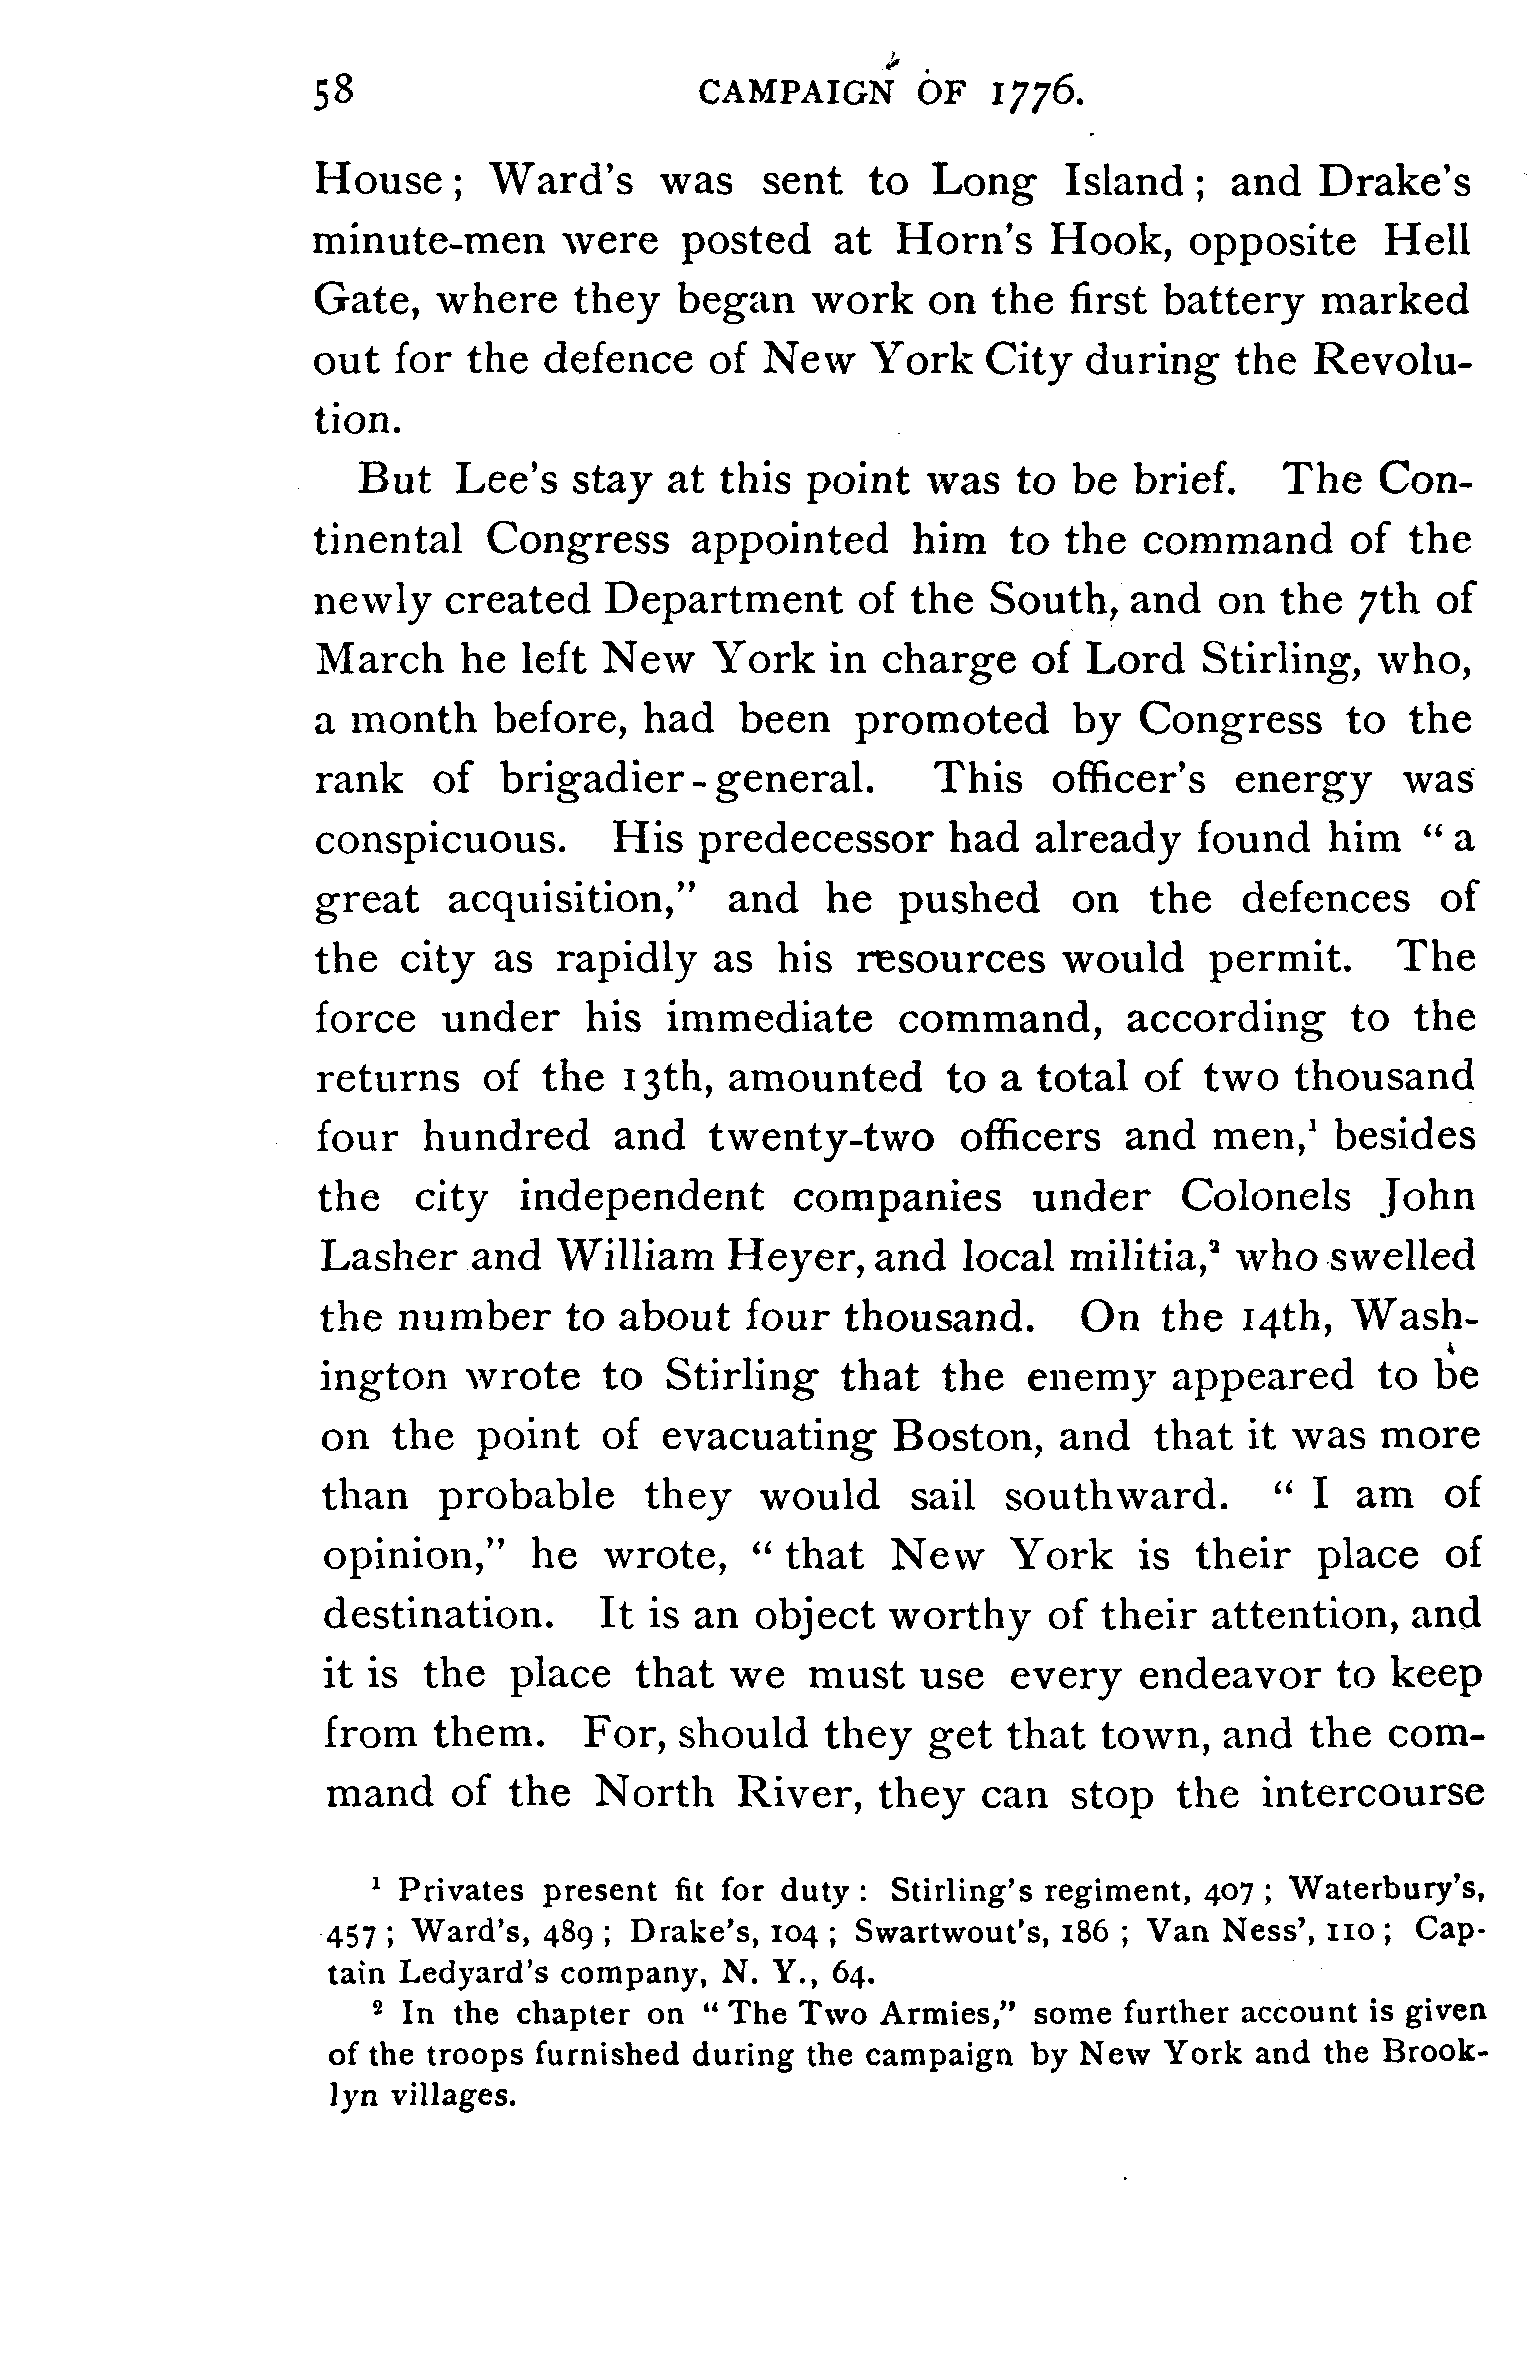 58 CAMPAIGN OF 1776.
House; Ward's was sent to Long Island; and Drake's
minute-men were posted at Horn's Hook, opposite Hell
Gate, where they began work on the first battery marked
out for the defence of New York City during the Revolu-
tion.
But Lee's stay at this point was to be brief. The Con-
tinental Congress appointed him to the command of the
newly created Department of the South, and on the 7th of
March he left New York in charge of Lord Stirling, who,
a month before, had been promoted by Congress to the
rank of brigadier-general. This officer's energy was
conspicuous. His predecessor had already found him "a
great acquisition," and he pushed on the defences of
the city as rapidly as his resources would permit. The
force under his immediate command, according to the
returns of the 13th, amounted to a total of two thousand
four hundred and twenty-two officers and men,¹ besides
the city independent companies under Colonels John
Lasher and William Heyer, and local militia,² who swelled
the number to about four thousand. On the 14th, Wash-
ington wrote to Stirling that the enemy appeared to be
on the point of evacuating Boston, and that it was more
than probable they would sail southward. "I am of
opinion," he wrote, "that New York is their place of
destination. It is an object worthy of their attention, and
it is the place that we must use every endeavor to keep
from them. For, should they get that town, and the com-
mand of the North River, they can stop the intercourse
¹ Privates present fit for duty: Stirling's regiment, 407; Waterbury's,
457; Ward's, 489; Drake's, 104; Swartwout's, 186; Van Ness', 110; Cap-
tain Ledyard's company, N. Y., 64.
² In the chapter on "The Two Armies," some further account is given
of the troops furnished during the campaign by New York and the Brook-
lyn villages.